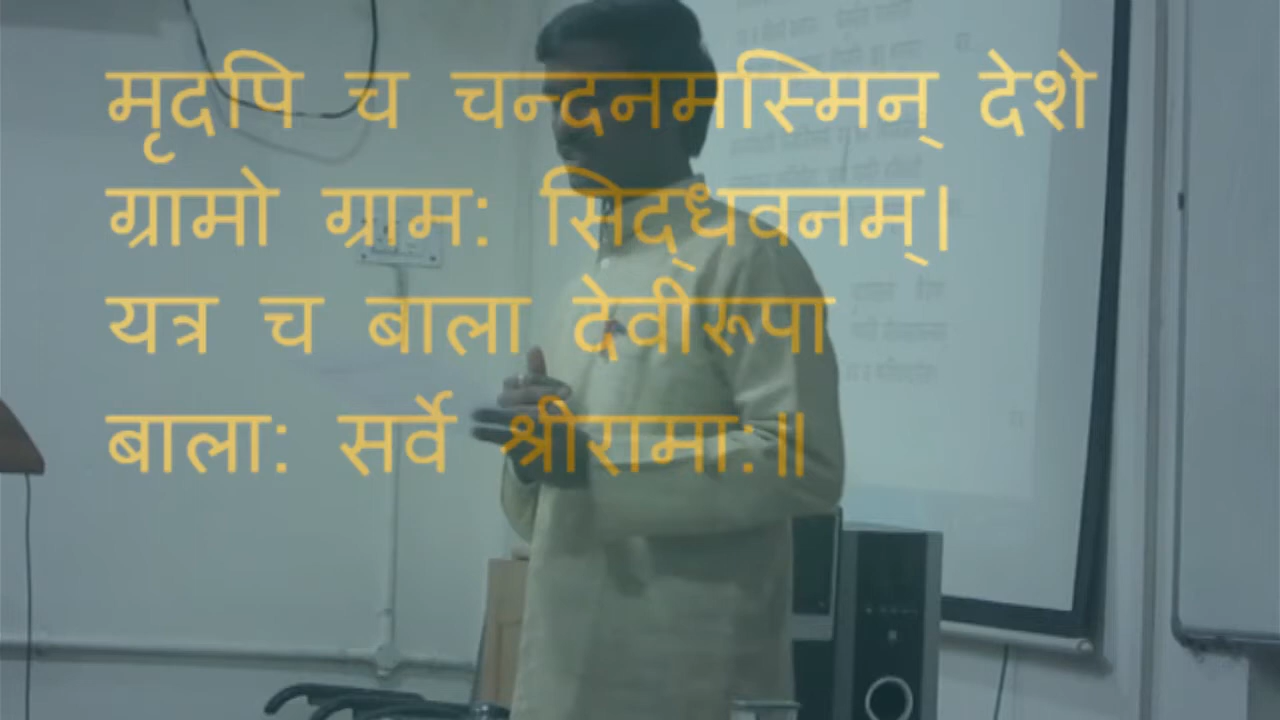 मृदपि च चन्दनमस्मिन् देशे
ग्रामो ग्राम: सिद्‌धवनम्।
यत्र च बाला देवीरूपा
बाला: सर्वे श्रीरामा:॥